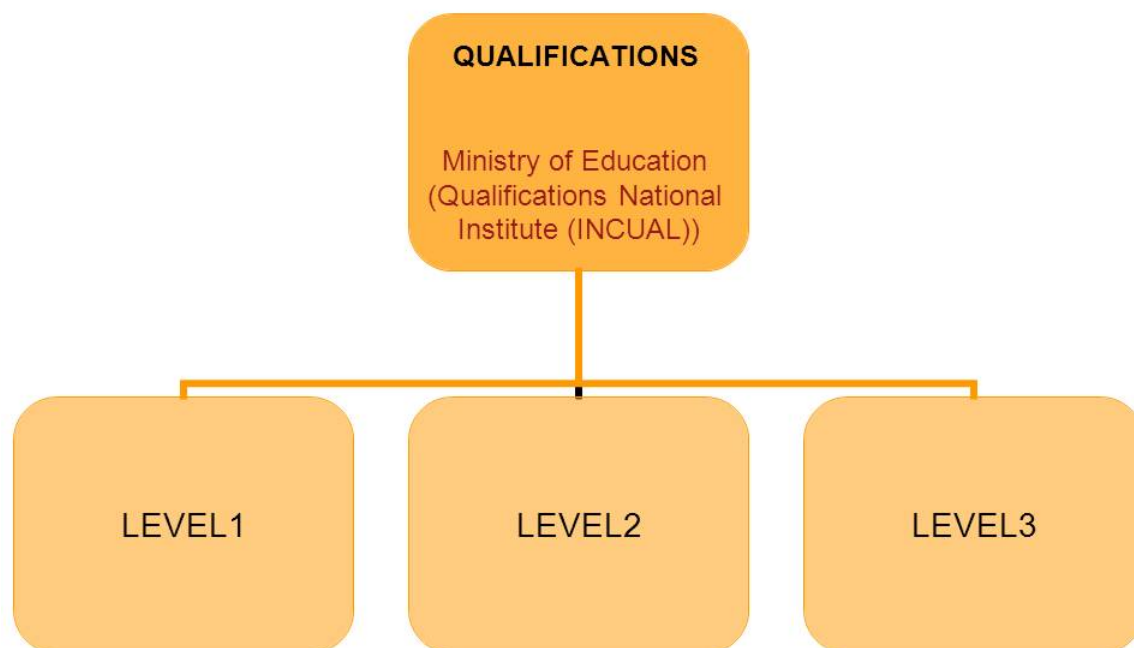 QUALIFICATIONS
Ministry of Education
(Qualifications National
Institute (INCUAL))
LEVEL1
LEVEL2
LEVEL3